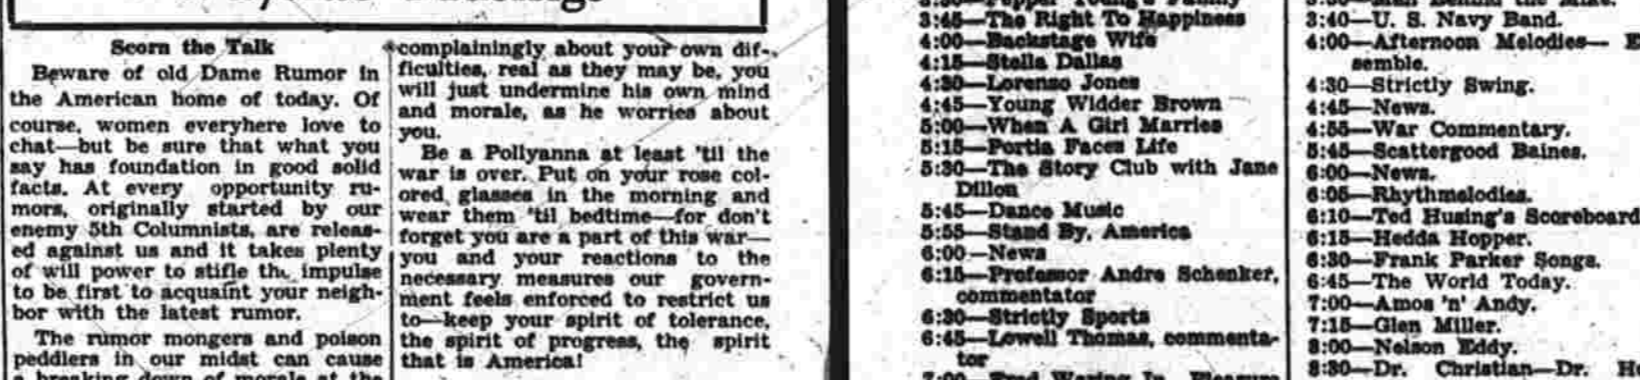 Scorn the Talk
Beware of old Dame Rumor in
the American home of today. Of
course, women everyhere love to
chat—but be sure that what you
say has foundation in good solid
facts. At every opportunity ru-
mors, originally started by our
enemy 5th Columnists, are releas-
ed against us and it takes plenty
of will power to stifle the impulse
to be first to acquaint your neigh-
bor with the latest rumor.
The rumor mongers and poison
peddlers in our midst can cause
a breaking down of morale at the
complainingly about your own dif-
ficulties, real as they may be, you
will just undermine his own mind
and morale, as he worries about
you.
Be a Pollyanna at least 'til the
war is over. Put on your rose col-
ored glasses in the morning and
wear them 'til bedtime—for don't
forget you are a part of this war—
you and your reactions to the
necessary measures our govern-
ment feels enforced to restrict us
to—keep your spirit of tolerance,
the spirit of progress, the spirit
that is America!
3:45—The Right To Happiness
4:00—Backstage Wife
4:15—Stella Dallas
4:30—Lorenzo Jones
4:45—Young Widder Brown
5:00—When A Girl Marries
5:15—Portia Faces Life
5:30—The Story Club with Jane
Dillon
5:45—Dance Music
5:55—Stand By, America
6:00—News
6:15—Professor Andre Schenker,
commentator
6:30—Strictly Sports
6:45—Lowell Thomas, commenta-
tor
7:00—Fred Waring In Pleasure
3:40—U. S. Navy Band.
4:00—Afternoon Melodies— E
semble.
4:30—Strictly Swing.
4:45—News.
4:55—War Commentary.
5:45—Scattergood Baines.
6:00—News.
6:05—Rhythmelodies.
6:10—Ted Husing's Scoreboard
6:15—Hedda Hopper.
6:30—Frank Parker Songs.
6:45—The World Today.
7:00—Amos 'n' Andy.
7:15—Glen Miller.
8:00—Nelson Eddy.
8:30—Dr. Christian—Dr. H